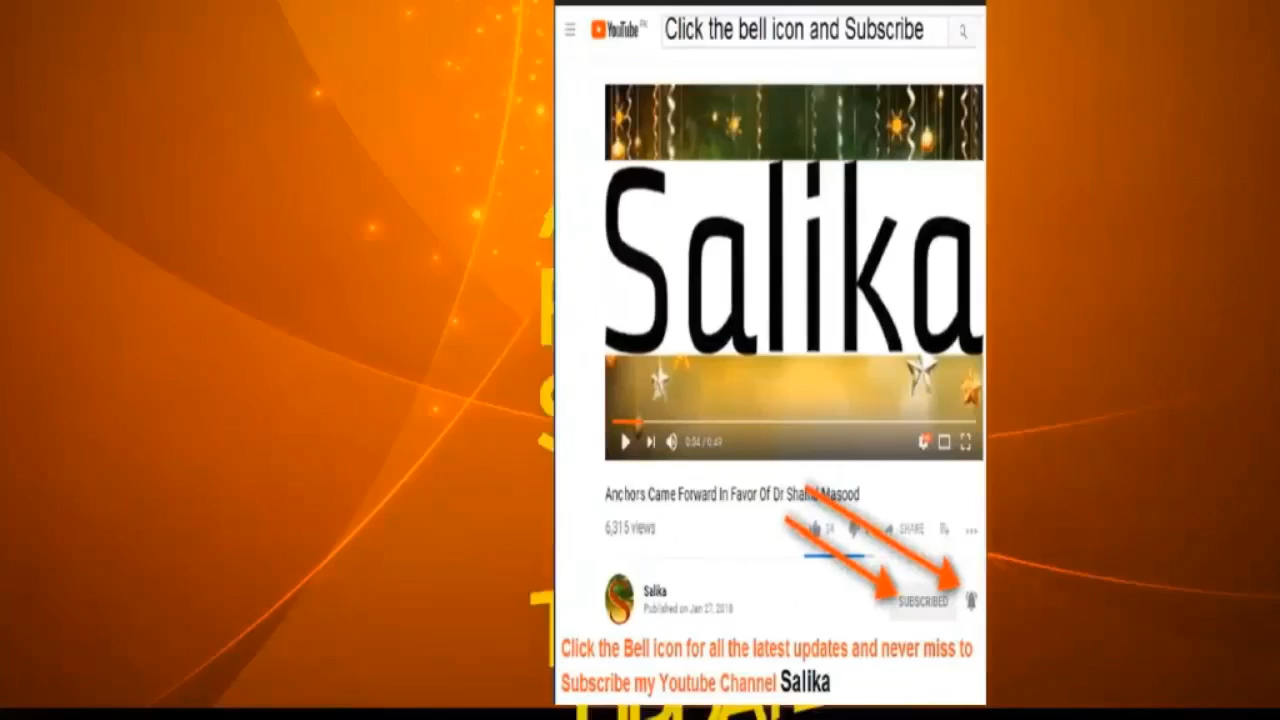 YouTube PK
Click the bell icon and Subscribe
Salika
0:04 / 0:49
Anchors Came Forward In Favor Of Dr Shahid Masood
6,315 views
SHARE
Salika
Published on Jan 27, 2018
SUBSCRIBED
Click the Bell icon for all the latest updates and never miss to
Subscribe my Youtube Channel Salika